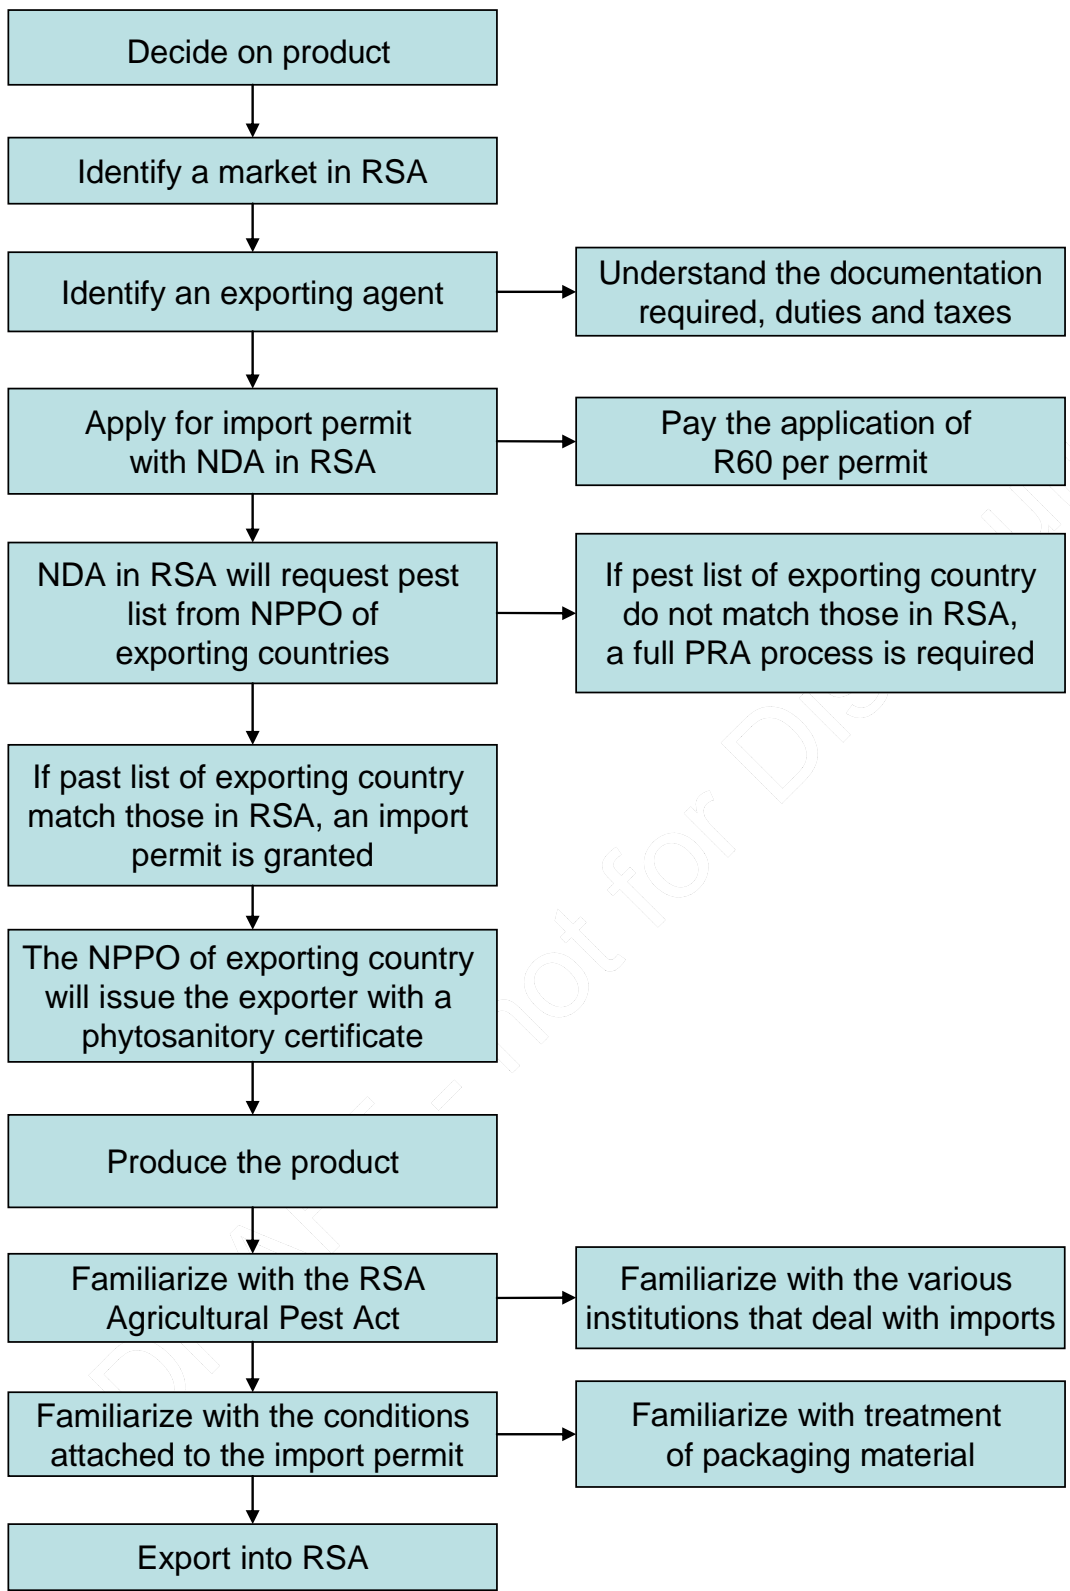 Decide on product
Identify a market in RSA
Identify an exporting agent
Understand the documentation
required, duties and taxes
Apply for import permit
with NDA in RSA
Pay the application of
R60 per permit
NDA in RSA will request pest
list from NPPO of
exporting countries
If pest list of exporting country
do not match those in RSA,
a full PRA process is required
If past list of exporting country
match those in RSA, an import
permit is granted
The NPPO of exporting country
will issue the exporter with a
phytosanitory certificate
Produce the product
Familiarize with the RSA
Agricultural Pest Act
Familiarize with the various
institutions that deal with imports
Familiarize with the conditions
attached to the import permit
Familiarize with treatment
of packaging material
Export into RSA
DRAFT - not for